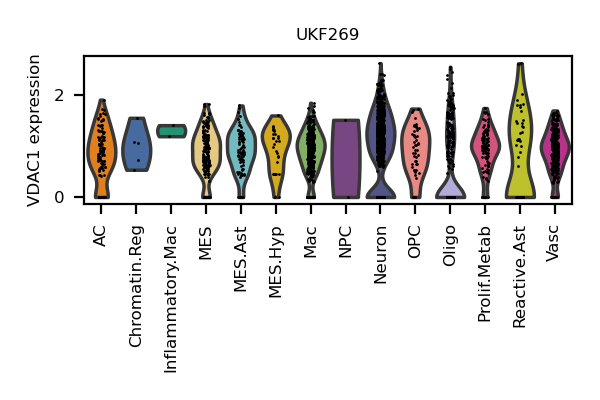 UKF269
VDAC1 expression
2
0
AC
Chromatin.Reg
Inflammatory.Mac
MES
MES.Ast
MES.Hyp
Mac
NPC
Neuron
OPC
Oligo
Prolif.Metab
Reactive.Ast
Vasc